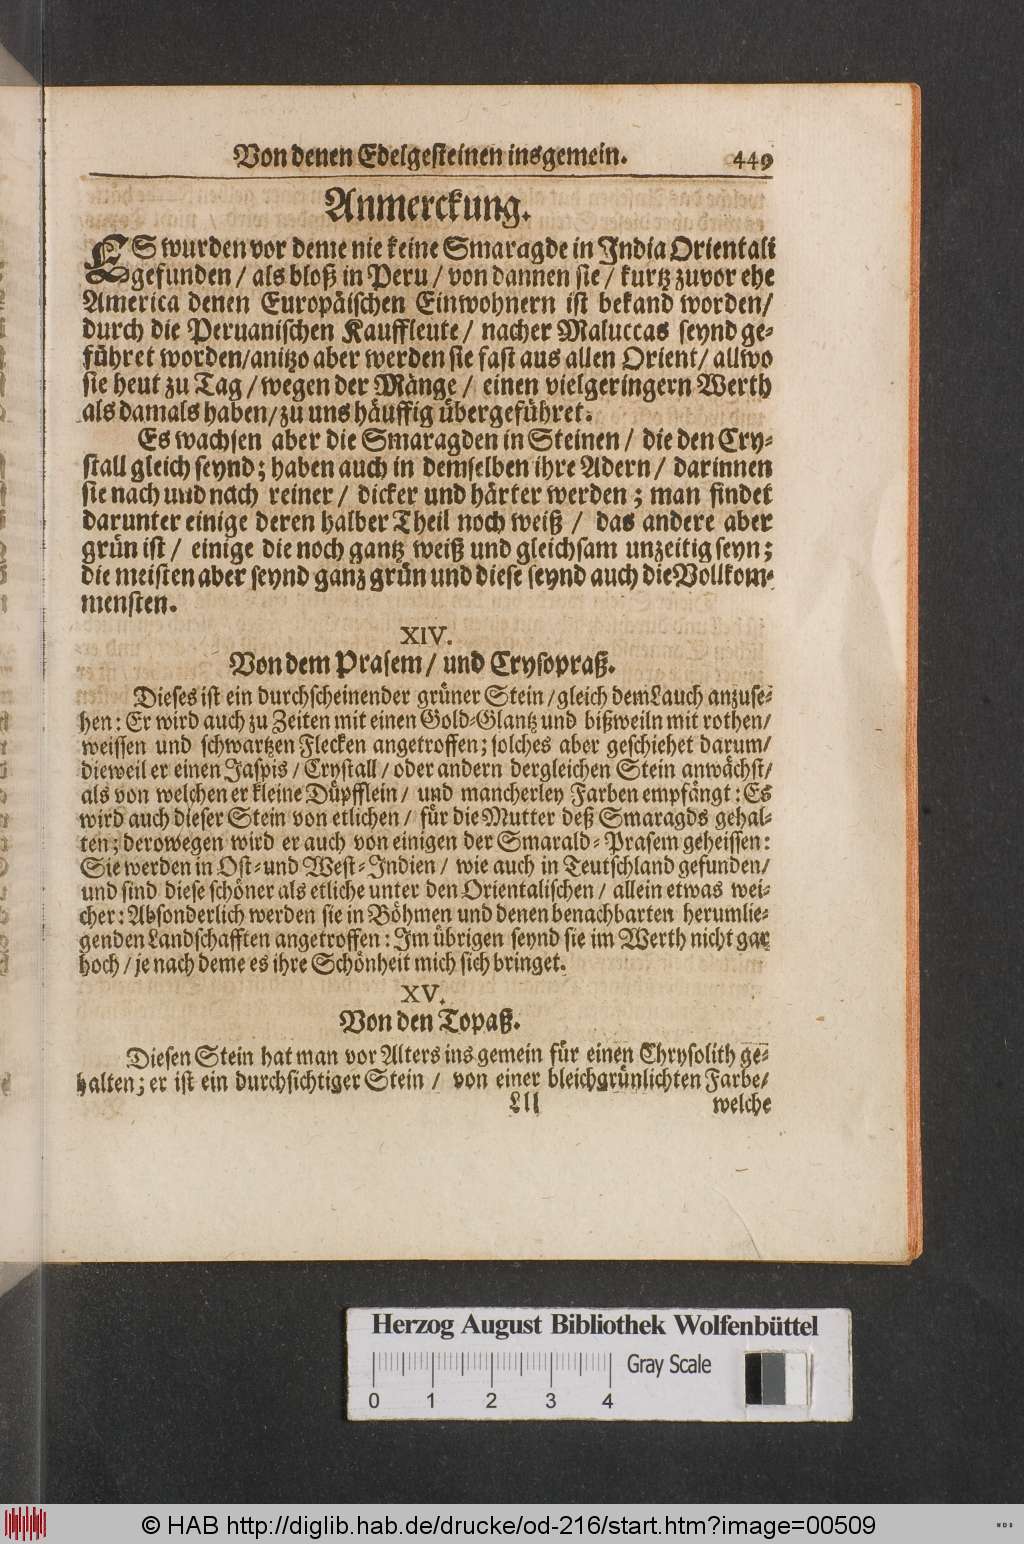 Von denen Edelgesteinen insgemein. 449
Anmerckung.
ES wurden vor deme nie keine Smaragde in India Orientali
gefunden / als bloß in Peru / von dannen sie / kurtz zuvor ehe
America denen Europäischen Einwohnern ist bekand worden/
durch die Peruanischen Kauffleute / nacher Maluccas seynd ge-
führet worden/anitzo aber werden sie fast aus allen Orient/ allwo
sie heut zu Tag / wegen der Mänge / einen vielgeringern Werth
als damals haben/zu uns häuffig übergeführet.
Es wachsen aber die Smaragden in Steinen / die den Cry-
stall gleich seynd; haben auch in demselben ihre Adern/ darinnen
sie nach und nach reiner / dicker und härter werden ; man findet
darunter einige deren halber Theil noch weiß / das andere aber
grün ist / einige die noch gantz weiß und gleichsam unzeitig seyn;
die meisten aber seynd ganz grün und diese seynd auch die Vollkom-
mensten.
XIV.
Von dem Prasem / und Crysopraß.
Dieses ist ein durchscheinender grüner Stein /gleich dem Lauch anzuse-
hen: Er wird auch zu Zeiten mit einen Gold-Glantz und bißweiln mit rothen/
weissen und schwartzen Flecken angetroffen; solches aber geschiehet darum/
dieweil er einen Jaspis / Crystall / oder andern dergleichen Stein anwächst/
als von welchen er kleine Düpfflein / und mancherley Farben empfängt: Es
wird auch dieser Stein von etlichen / für die Mutter deß Smaragds gehal-
ten; derowegen wird er auch von einigen der Smarald-Prasem geheissen:
Sie werden in Ost- und West-Indien / wie auch in Teutschland gefunden/
und sind diese schöner als etliche unter den Orientalischen / allein etwas wei-
cher: Absonderlich werden sie in Böhmen und denen benachbarten herumlie-
genden Landschafften angetroffen: Im übrigen seynd sie im Werth nicht gar
hoch / je nach deme es ihre Schönheit mich sich bringet.
XV.
Von den Topaß.
Diesen Stein hat man vor Alters ins gemein für einen Chrysolith ge-
halten; er ist ein durchsichtiger Stein / von einer bleichgrünlichten Farbe/
Lll welche
Herzog August Bibliothek Wolfenbüttel
Gray Scale
0 1 2 3 4
© HAB http://diglib.hab.de/drucke/od-216/start.htm?image=00509